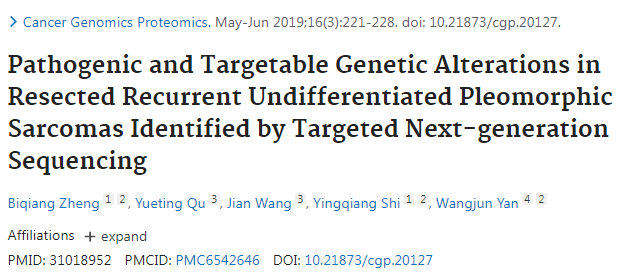 > Cancer Genomics Proteomics. May-Jun 2019;16(3):221-228. doi: 10.21873/cgp.20127.
Pathogenic and Targetable Genetic Alterations in
Resected Recurrent Undifferentiated Pleomorphic
Sarcomas Identified by Targeted Next-generation
Sequencing
Biqiang Zheng 1 2, Yueting Qu 3, Jian Wang 3, Yingqiang Shi 1 2, Wangjun Yan 4 2
Affiliations + expand
PMID: 31018952 PMCID: PMC6542646 DOI: 10.21873/cgp.20127